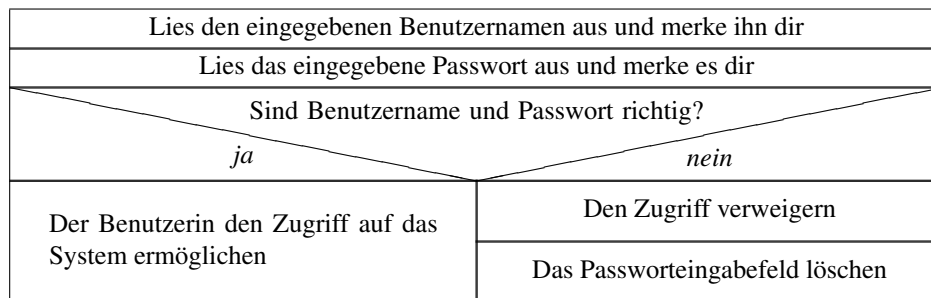 Lies den eingegebenen Benutzernamen aus und merke ihn dir
Lies das eingegebene Passwort aus und merke es dir
Sind Benutzername und Passwort richtig?
ja
nein
Der Benutzerin den Zugriff auf das
System ermöglichen
Den Zugriff verweigern
Das Passworteingabefeld löschen